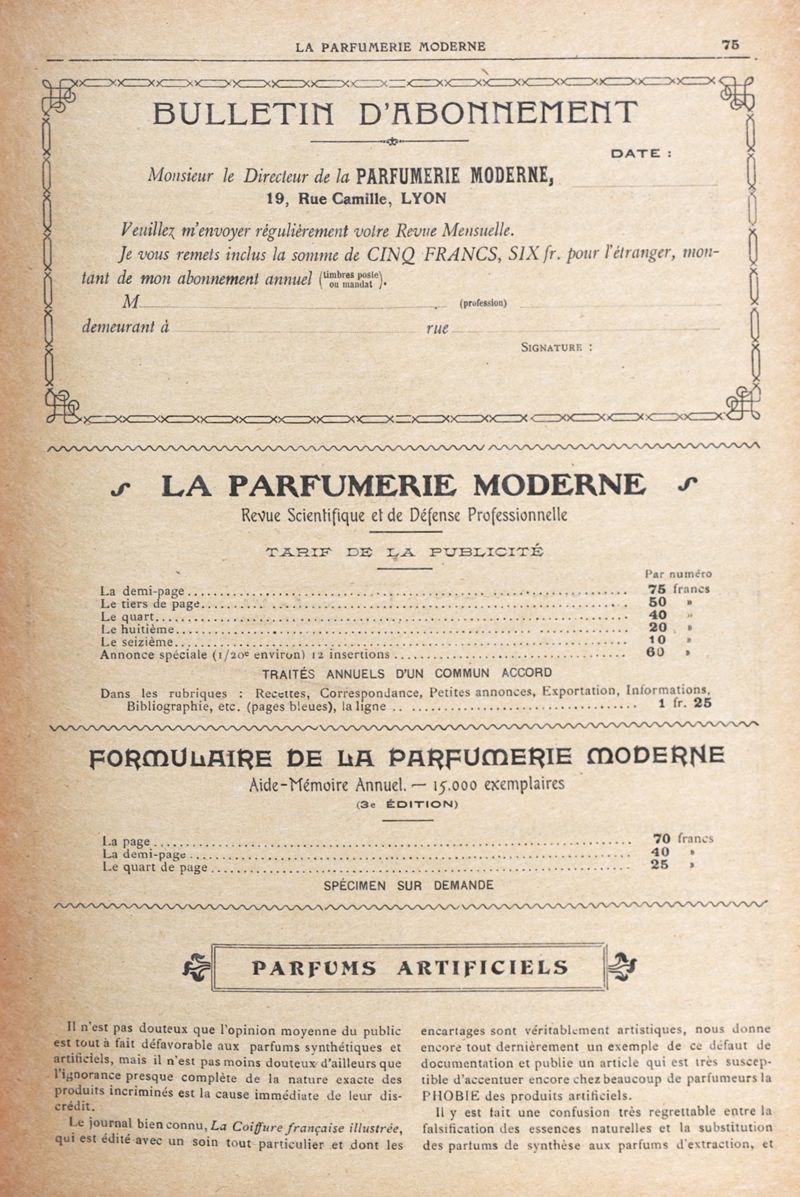 LA PARFUMERIE MODERNE 75
BULLETIN D'ABONNEMENT
DATE :
Monsieur le Directeur de la PARFUMERIE MODERNE,
19, Rue Camille, LYON
Veuillez m'envoyer régulièrement votre Revue Mensuelle.
Je vous remets inclus la somme de CINQ FRANCS, SIX fr. pour l'étranger, mon-
tant de mon abonnement annuel (timbres poste ou mandat).
M (profession)
demeurant à rue
SIGNATURE :
LA PARFUMERIE MODERNE
Revue Scientifique et de Défense Professionnelle
TARIF DE LA PUBLICITÉ
Par numéro
La demi-page 75 francs
Le tiers de page 50 »
Le quart 40 »
Le huitième 20 »
Le seizième 10 »
Annonce spéciale (1/20e environ) 12 insertions 60 »
TRAITÉS ANNUELS D'UN COMMUN ACCORD
Dans les rubriques : Recettes, Correspondance, Petites annonces, Exportation, Informations,
Bibliographie, etc. (pages bleues), la ligne 1 fr. 25
FORMULAIRE DE LA PARFUMERIE MODERNE
Aide-Mémoire Annuel. — 15.000 exemplaires
(3e ÉDITION)
La page 70 francs
La demi-page 40 »
Le quart de page 25 »
SPÉCIMEN SUR DEMANDE
PARFUMS ARTIFICIELS
Il n'est pas douteux que l'opinion moyenne du public
est tout à fait défavorable aux parfums synthétiques et
artificiels, mais il n'est pas moins douteux d'ailleurs que
l'ignorance presque complète de la nature exacte des
produits incriminés est la cause immédiate de leur dis-
crédit.
Le journal bien connu, La Coiffure française illustrée,
qui est édité avec un soin tout particulier et dont les
encartages sont véritablement artistiques, nous donne
encore tout dernièrement un exemple de ce défaut de
documentation et publie un article qui est très suscep-
tible d'accentuer encore chez beaucoup de parfumeurs la
PHOBIE des produits artificiels.
Il y est fait une confusion très regrettable entre la
falsification des essences naturelles et la substitution
des parfums de synthèse aux parfums d'extraction, et